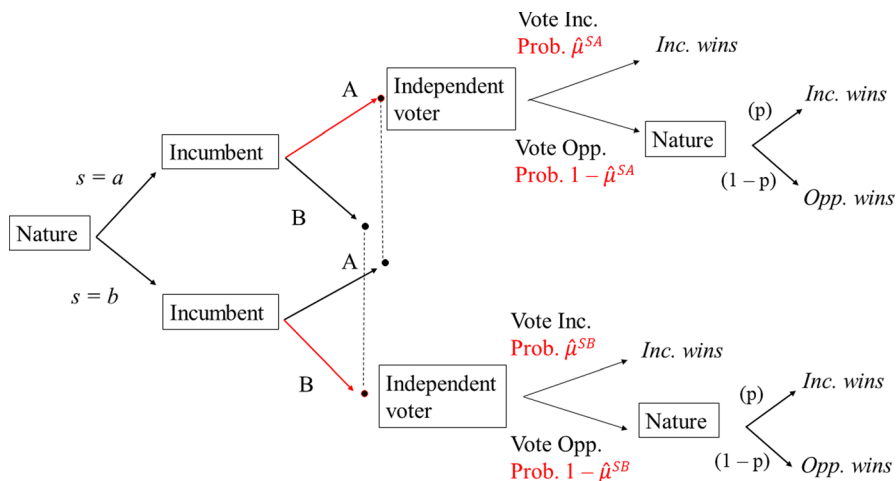 Vote Inc.
Prob. μ̂^{SA}
Inc. wins
A
Independent
voter
Inc. wins
(p)
Incumbent
Vote Opp.
Nature
Prob. 1 − μ̂^{SA}
(1 – p)
s = a
Opp. wins
B
Nature
A
s = b
Incumbent
Vote Inc.
Prob. μ̂^{SB}
Inc. wins
B
Independent
voter
Inc. wins
(p)
Nature
Vote Opp.
(1 – p)
Opp. wins
Prob. 1 − μ̂^{SB}